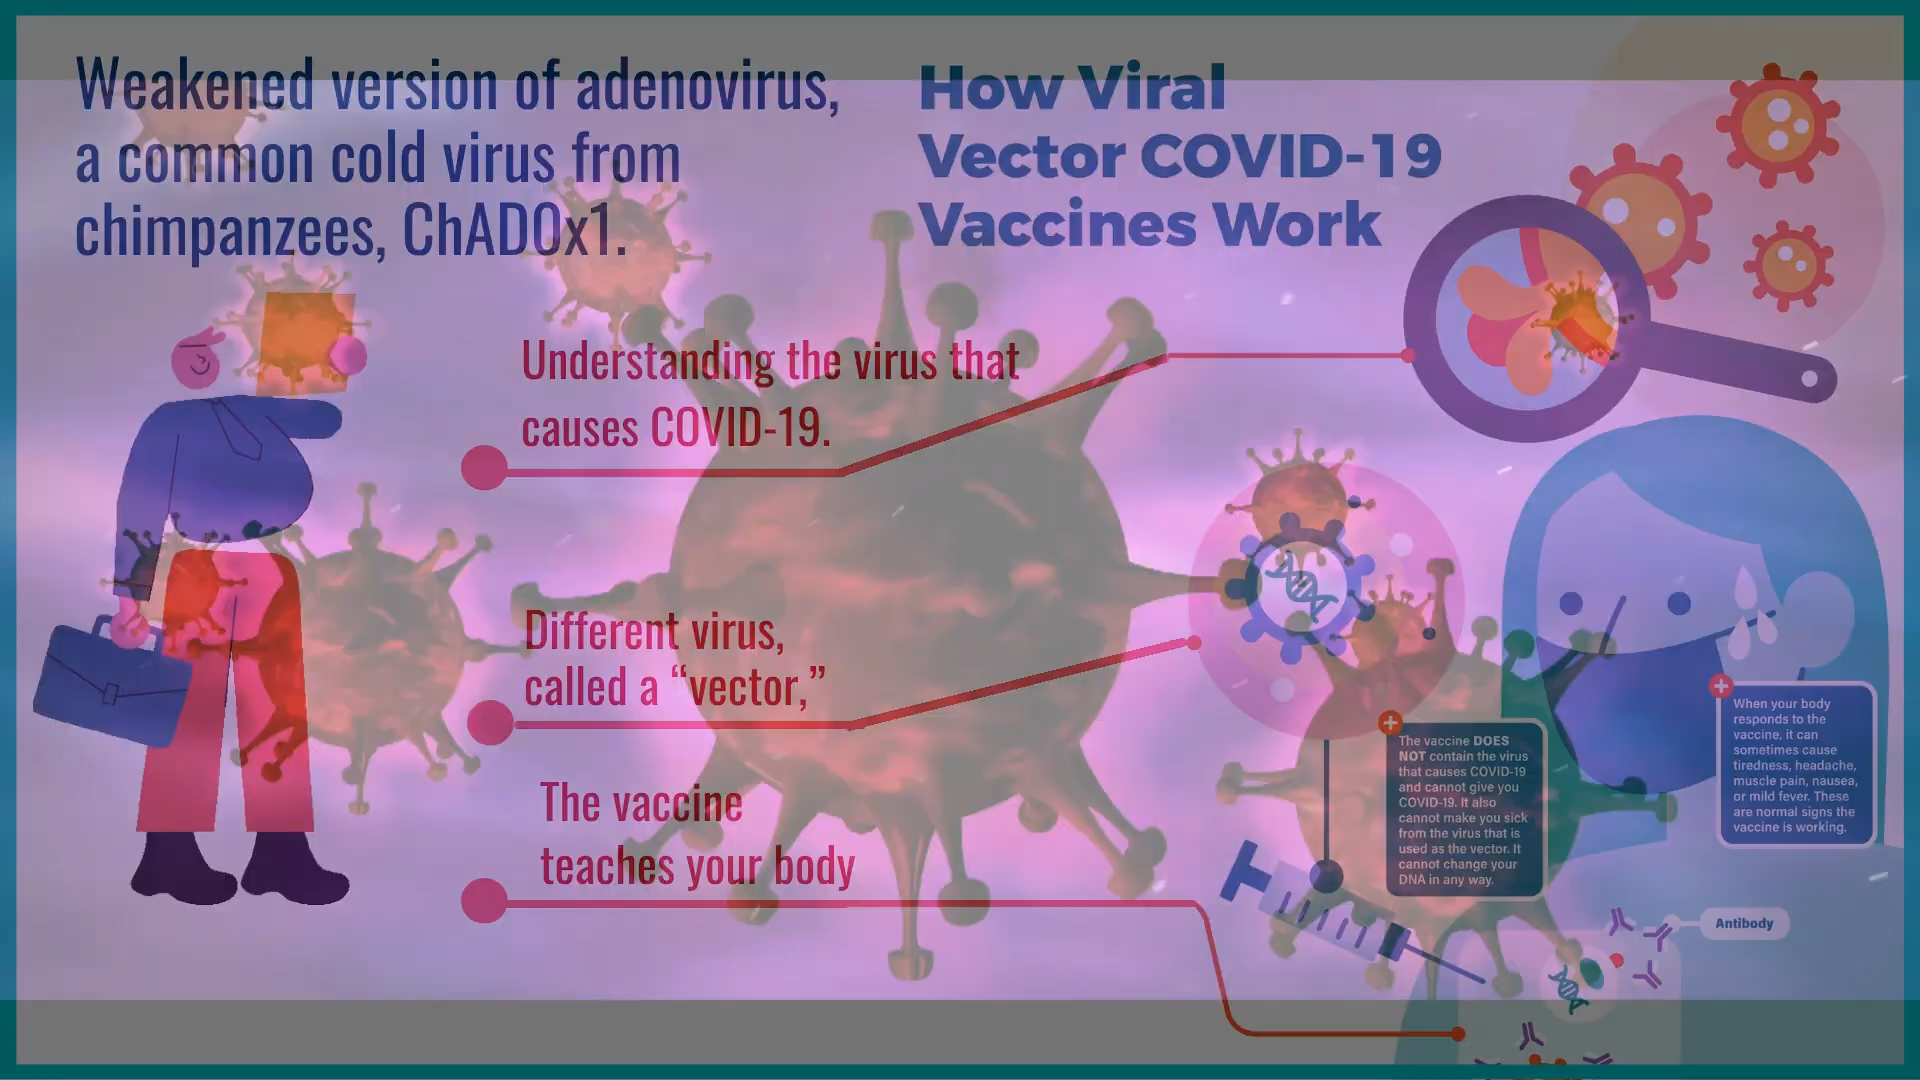 Weakened version of adenovirus,
a common cold virus from
chimpanzees, ChADOx1.
How Viral
Vector COVID-19
Vaccines Work
Understanding the virus that
causes COVID-19.
Different virus,
called a “vector,”
The vaccine
teaches your body
The vaccine DOES
NOT contain the virus
that causes COVID-19
and cannot give you
COVID-19. It also
cannot make you sick
from the virus that is
used as the vector. It
cannot change your
DNA in any way.
When your body
responds to the
vaccine, it can
sometimes cause
tiredness, headache,
muscle pain, nausea,
or mild fever. These
are normal signs the
vaccine is working.
Antibody